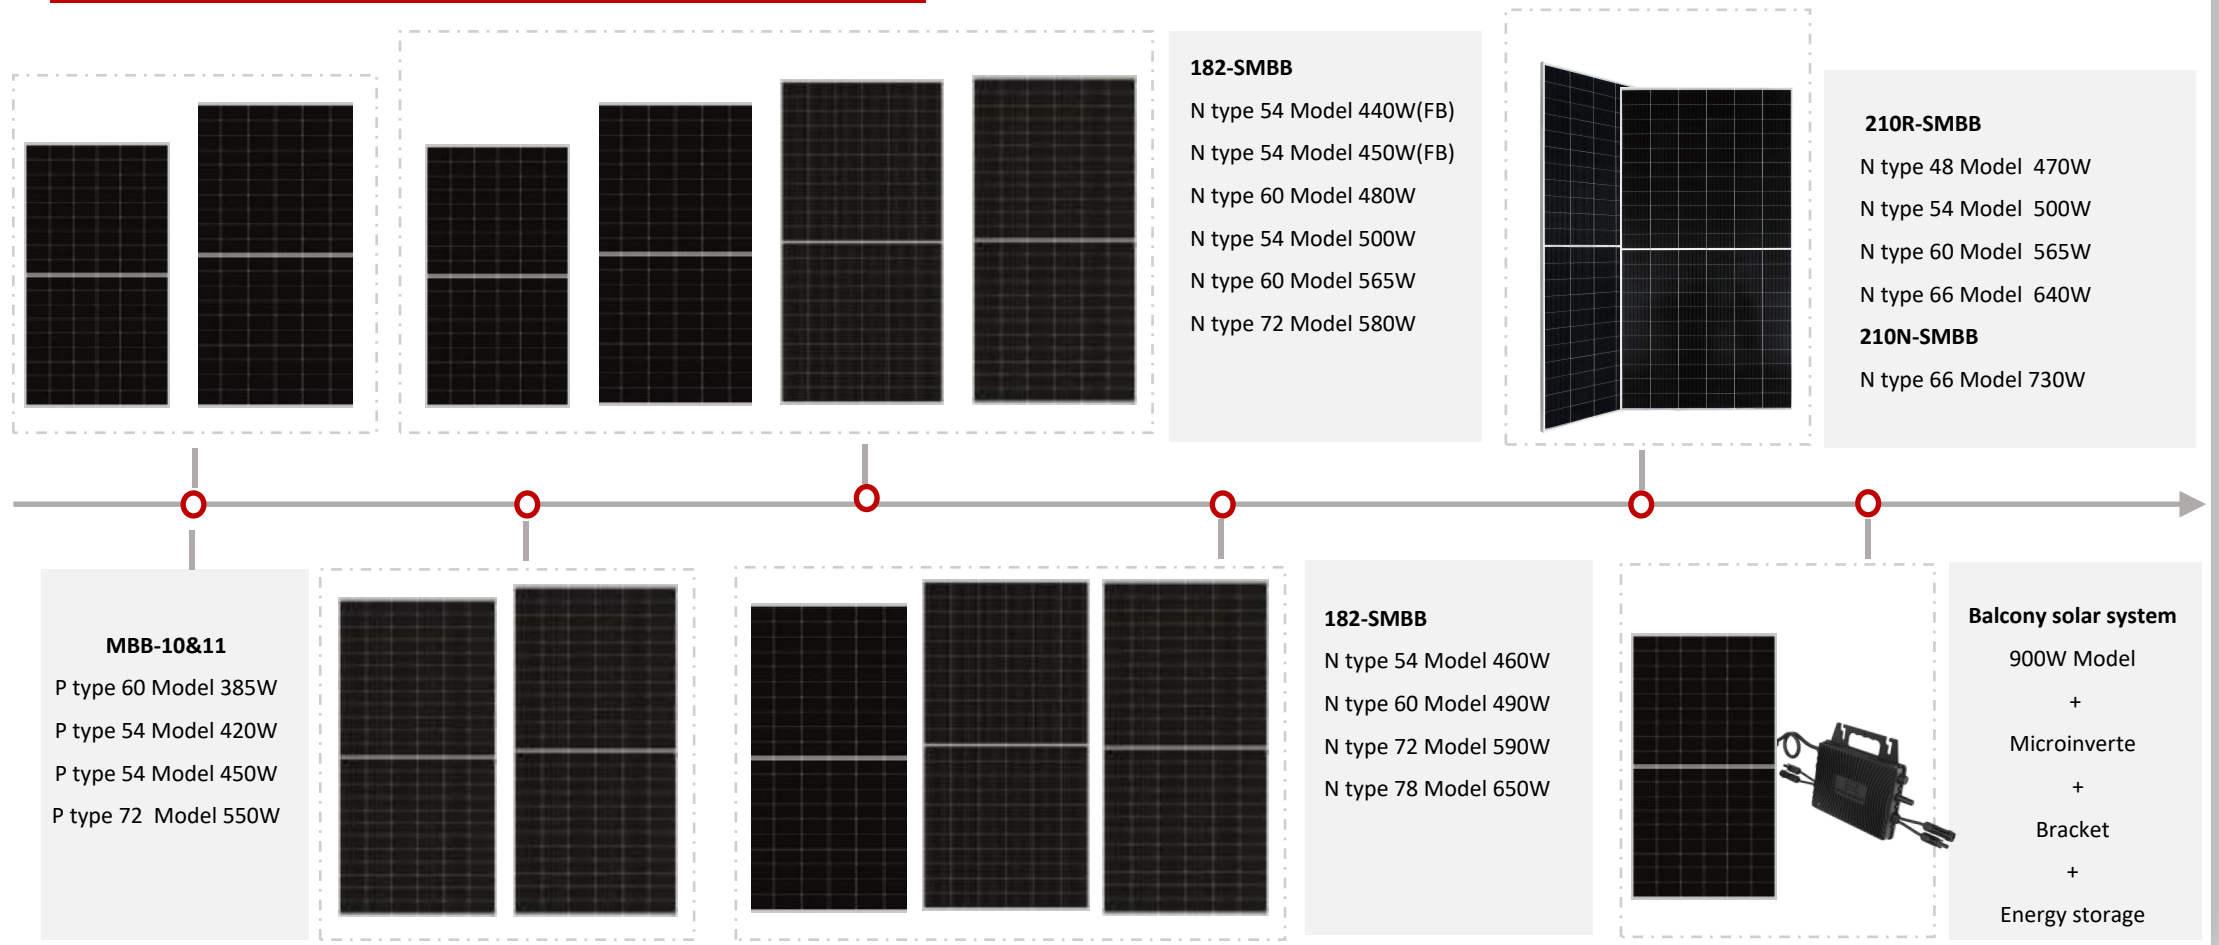 182-SMBB
N type 54 Model 440W(FB)
N type 54 Model 450W(FB)
N type 60 Model 480W
N type 54 Model 500W
N type 60 Model 565W
N type 72 Model 580W
210R-SMBB
N type 48 Model  470W
N type 54 Model  500W
N type 60 Model  565W
N type 66 Model  640W
210N-SMBB
N type 66 Model 730W
MBB-10&11
P type 60 Model 385W
P type 54 Model 420W
P type 54 Model 450W
P type 72  Model 550W
182-SMBB
N type 54 Model 460W
N type 60 Model 490W
N type 72 Model 590W
N type 78 Model 650W
Balcony solar system
900W Model
+
Microinverte
+
Bracket
+
Energy storage